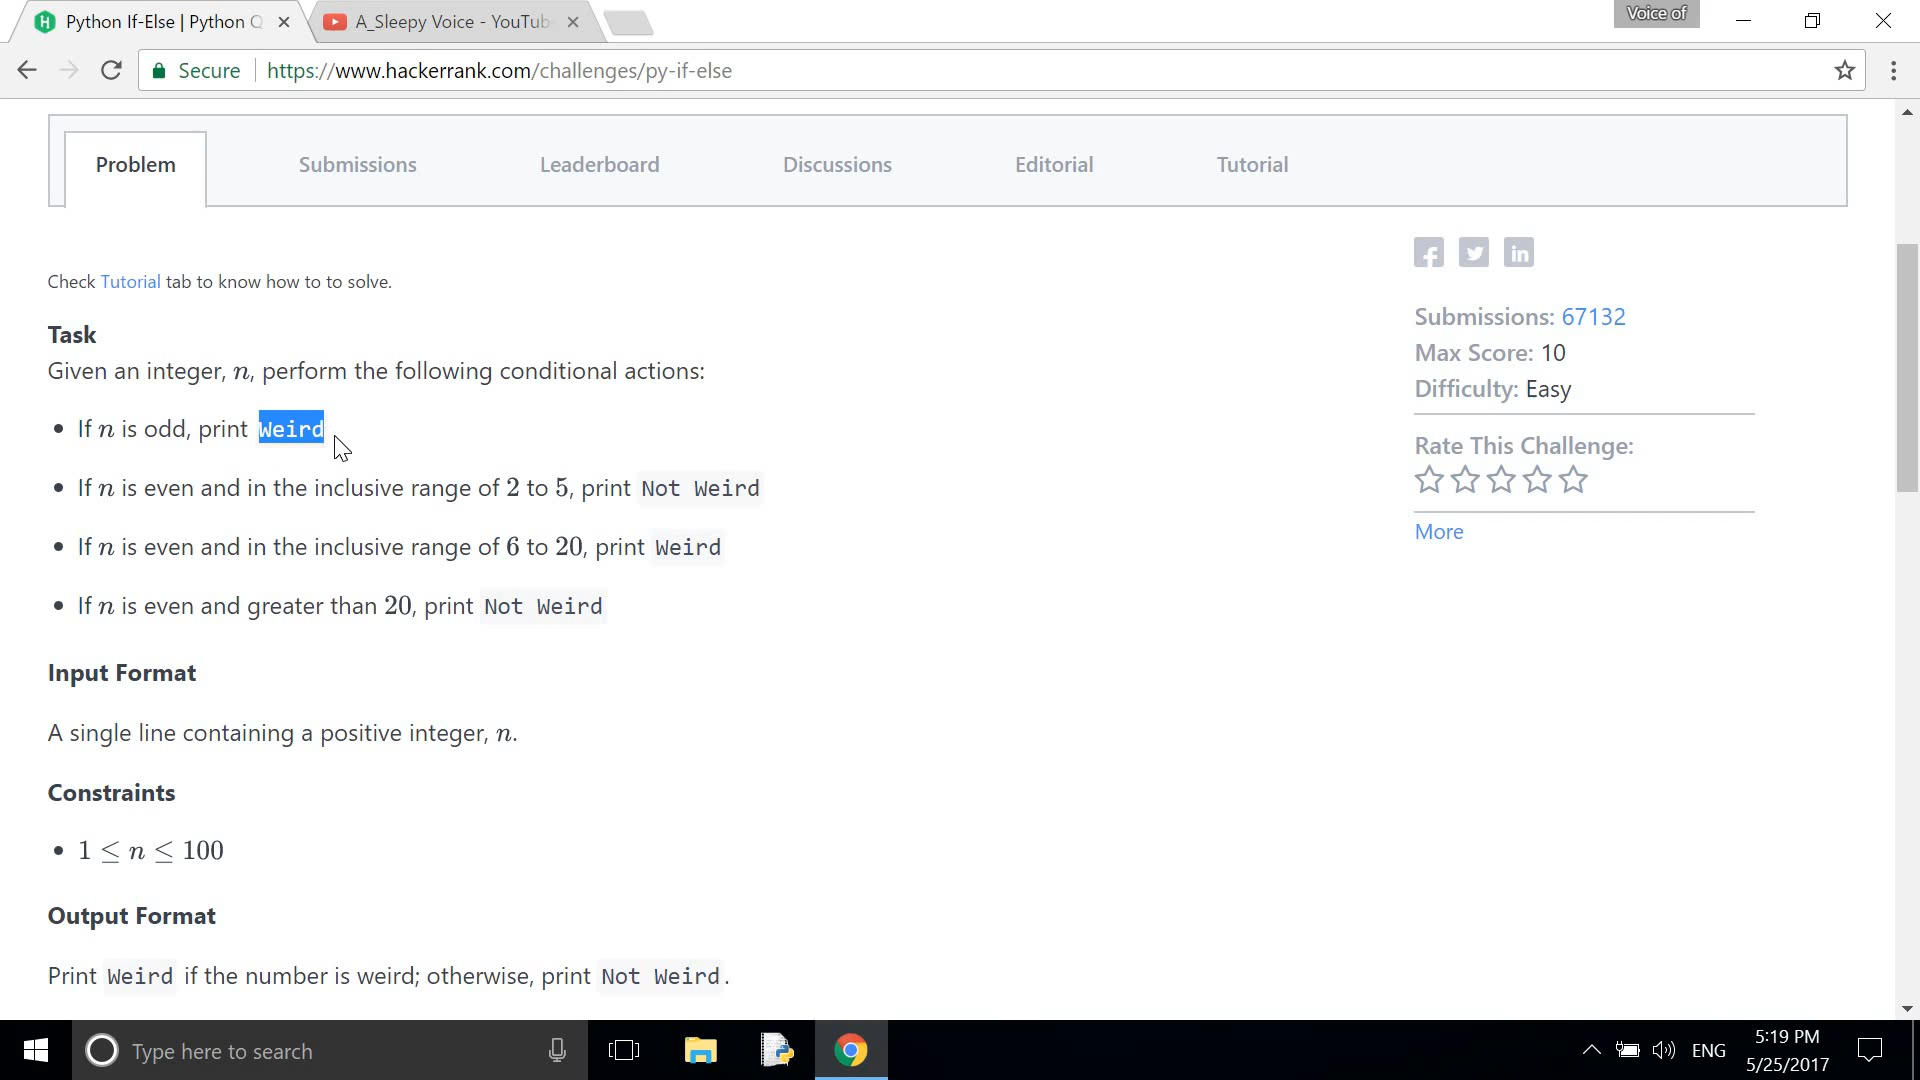 Python If-Else | Python Q
A_Sleepy Voice - YouTub
Voice of
Secure
https://www.hackerrank.com/challenges/py-if-else
Problem
Submissions
Leaderboard
Discussions
Editorial
Tutorial
Check Tutorial tab to know how to to solve.
Task
Given an integer, n, perform the following conditional actions:
• If n is odd, print Weird
• If n is even and in the inclusive range of 2 to 5, print Not Weird
• If n is even and in the inclusive range of 6 to 20, print Weird
• If n is even and greater than 20, print Not Weird
Input Format
A single line containing a positive integer, n.
Constraints
• 1 ≤ n ≤ 100
Output Format
Print Weird if the number is weird; otherwise, print Not Weird.
Submissions: 67132
Max Score: 10
Difficulty: Easy
Rate This Challenge:
More
Type here to search
ENG
5:19 PM
5/25/2017